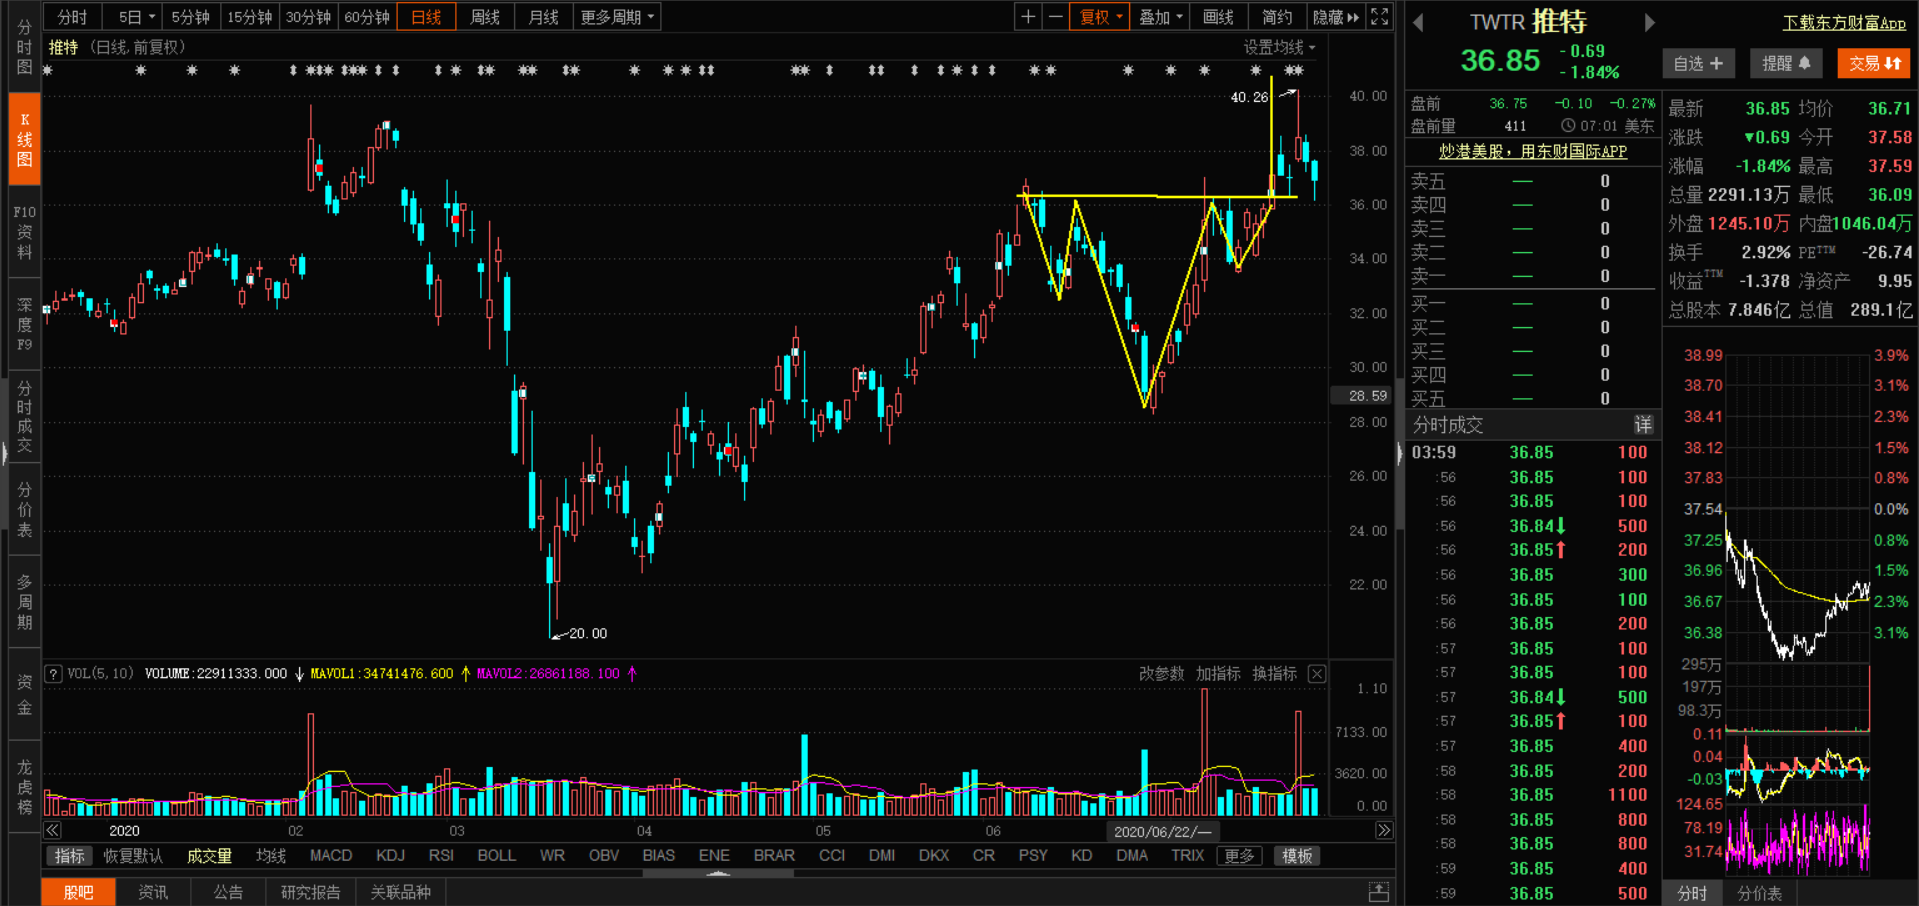 分时 5日 5分钟 15分钟 30分钟 60分钟 日线 周线 月线 更多周期 + — 复权 叠加 画线 简约 隐藏
推特 (日线, 前复权) 设置均线
分时图
K线图
F10资料
深度F9
分时成交
分价表
多周期
资金
龙虎榜
40.26
20.00
40.00
38.00
36.00
34.00
32.00
30.00
28.59
28.00
26.00
24.00
22.00
? VOL(5, 10) VOLUME:22911333.000 ↓ MAVOL1:34741476.600 ↑ MAVOL2:26861188.100 ↑ 改参数 加指标 换指标
1.10
7133.00
3620.00
0.00
2020 02 03 04 05 06 2020/06/22/一
指标 恢复默认 成交量 均线 MACD KDJ RSI BOLL WR OBV BIAS ENE BRAR CCI DMI DKX CR PSY KD DMA TRIX 更多 模板
股吧 资讯 公告 研究报告 关联品种
TWTR 推特 下载东方财富App
36.85 -0.69 -1.84% 自选 + 提醒 交易
盘前 36.75 -0.10 -0.27%
盘前量 411 07:01 美东
炒港美股，用东财国际APP
卖五 — 0
卖四 — 0
卖三 — 0
卖二 — 0
卖一 — 0
买一 — 0
买二 — 0
买三 — 0
买四 — 0
买五 — 0
分时成交 详
03:59 36.85 100
:56 36.85 100
:56 36.85 100
:56 36.84↓ 500
:56 36.85↑ 200
:56 36.85 300
:56 36.85 100
:56 36.85 200
:57 36.85 100
:57 36.85 100
:57 36.84↓ 500
:57 36.85↑ 100
:57 36.85 400
:58 36.85 200
:58 36.85 1100
:58 36.85 800
:58 36.85 800
:59 36.85 400
:59 36.85 500
最新 36.85 均价 36.71
涨跌 ▼0.69 今开 37.58
涨幅 -1.84% 最高 37.59
总量 2291.13万 最低 36.09
外盘 1245.10万 内盘 1046.04万
换手 2.92% PE™ -26.74
收益™ -1.378 净资产 9.95
总股本 7.846亿 总值 289.1亿
38.99 3.9%
38.70 3.1%
38.41 2.3%
38.12 1.5%
37.83 0.8%
37.54 0.0%
37.25 0.8%
36.96 1.5%
36.67 2.3%
36.38 3.1%
295万
197万
98.3万
0.11
0.04
-0.03
124.65
78.19
31.74
分时 分价表